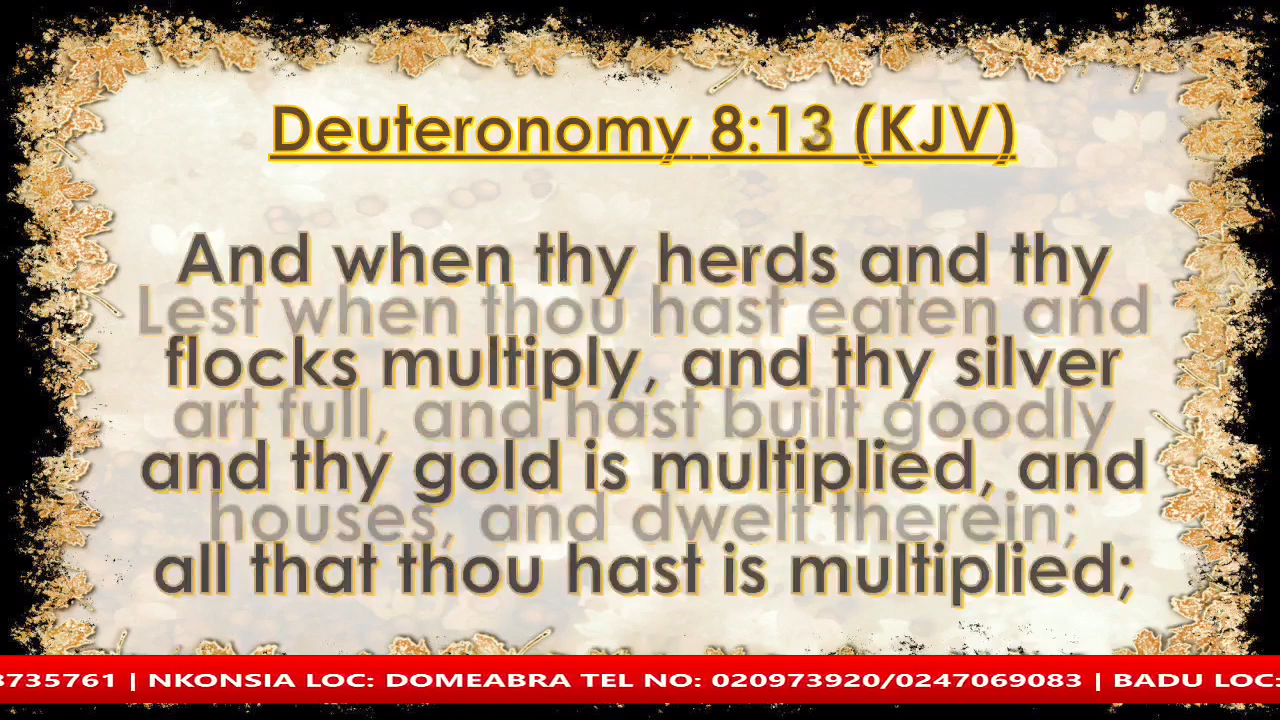 Deuteronomy 8:13 (KJV)
And when thy herds and thy
Lest when thou hast eaten and
flocks multiply, and thy silver
art full, and hast built goodly
and thy gold is multiplied, and
houses, and dwelt therein;
all that thou hast is multiplied;
8735761 | NKONSIA LOC: DOMEABRA TEL NO: 020973920/0247069083 | BADU LOC: